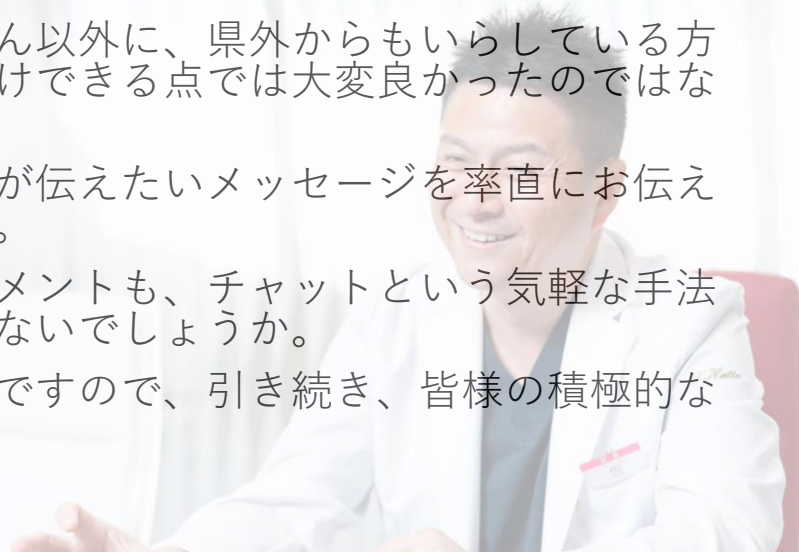 ん以外に、県外からもいらしている方
けできる点では大変良かったのではな
が伝えたいメッセージを率直にお伝え
。
メントも、チャットという気軽な手法
ないでしょうか。
ですので、引き続き、皆様の積極的な